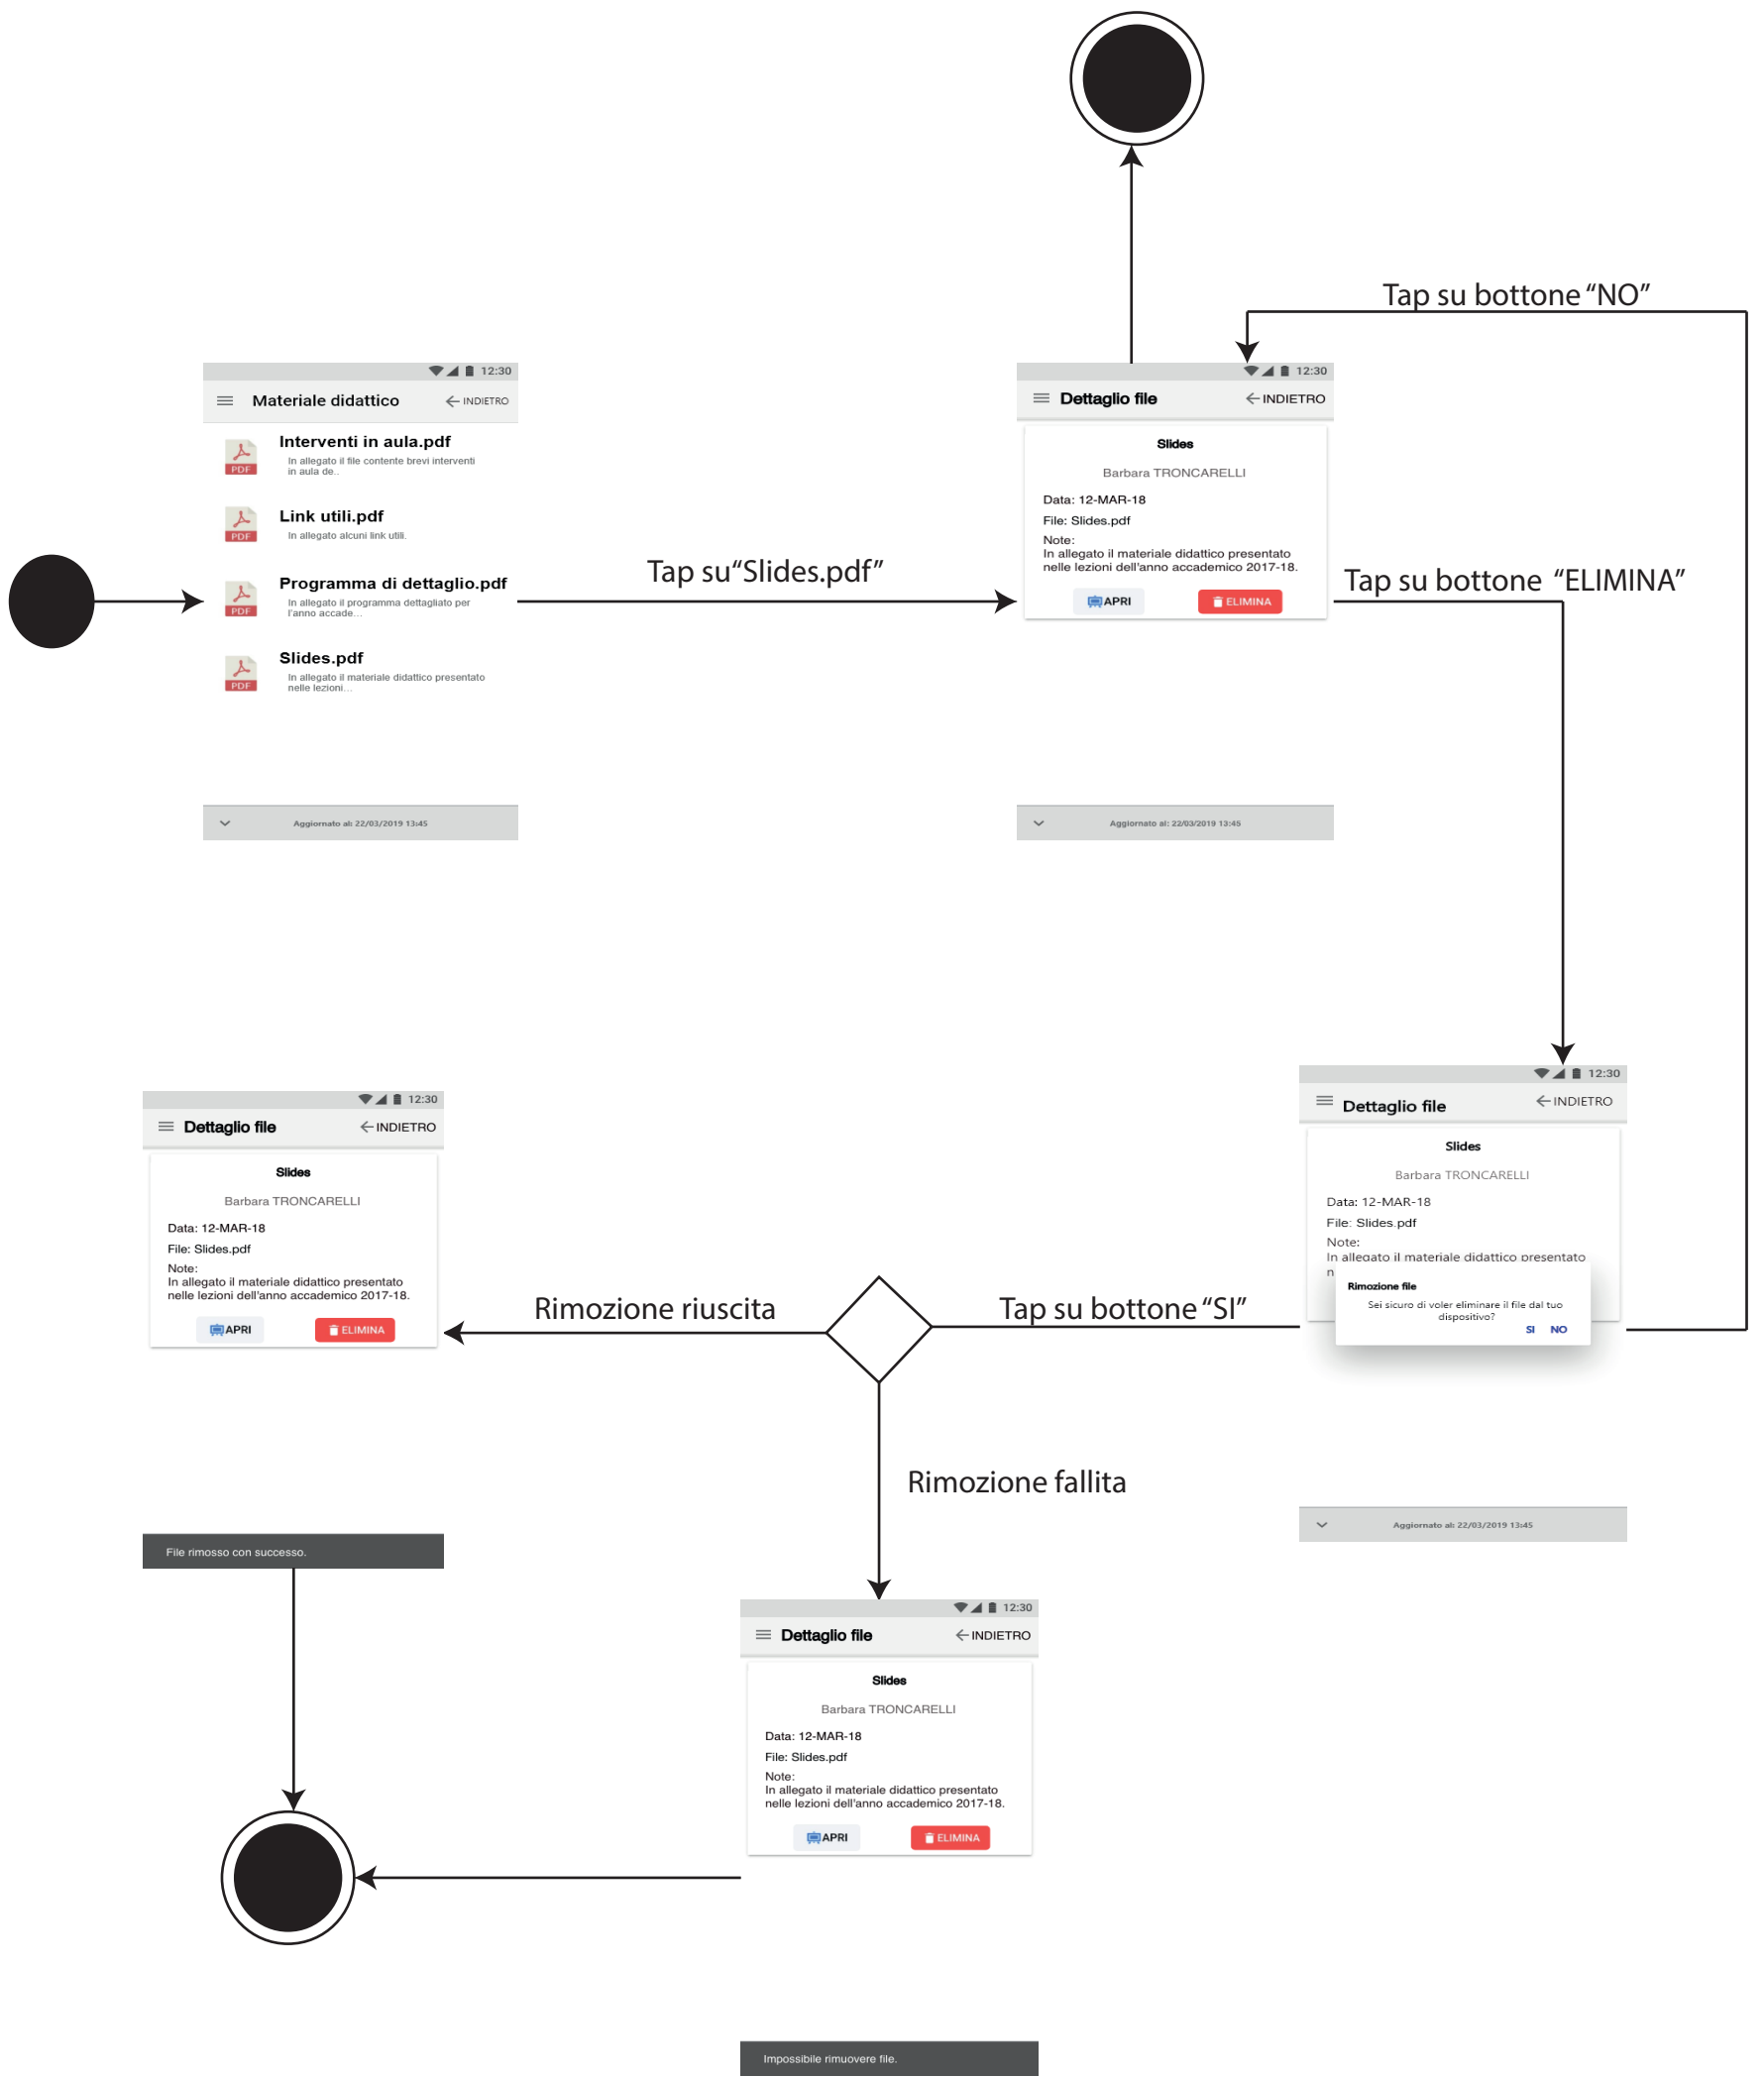 Tap su bottone “NO”
12:30
Materiale didattico
INDIETRO
Interventi in aula.pdf
In allegato il file contente brevi interventi
in aula de..
Link utili.pdf
In allegato alcuni link utili.
Programma di dettaglio.pdf
In allegato il programma dettagliato per
l'anno accade...
Slides.pdf
In allegato il materiale didattico presentato
nelle lezioni...
PDF
PDF
PDF
PDF
Aggiornato al: 22/03/2019 13:45
Tap su“Slides.pdf”
12:30
Dettaglio file
INDIETRO
Slides
Barbara TRONCARELLI
Data: 12-MAR-18
File: Slides.pdf
Note:
In allegato il materiale didattico presentato
nelle lezioni dell'anno accademico 2017-18.
APRI
ELIMINA
Aggiornato al: 22/03/2019 13:45
Tap su bottone “ELIMINA”
12:30
Dettaglio file
INDIETRO
Slides
Barbara TRONCARELLI
Data: 12-MAR-18
File: Slides.pdf
Note:
In allegato il materiale didattico presentato
n
Rimozione file
Sei sicuro di voler eliminare il file dal tuo
dispositivo?
SI NO
Aggiornato al: 22/03/2019 13:45
Tap su bottone “SI”
Rimozione riuscita
12:30
Dettaglio file
INDIETRO
Slides
Barbara TRONCARELLI
Data: 12-MAR-18
File: Slides.pdf
Note:
In allegato il materiale didattico presentato
nelle lezioni dell'anno accademico 2017-18.
APRI
ELIMINA
File rimosso con successo.
Rimozione fallita
12:30
Dettaglio file
INDIETRO
Slides
Barbara TRONCARELLI
Data: 12-MAR-18
File: Slides.pdf
Note:
In allegato il materiale didattico presentato
nelle lezioni dell'anno accademico 2017-18.
APRI
ELIMINA
Impossibile rimuovere file.